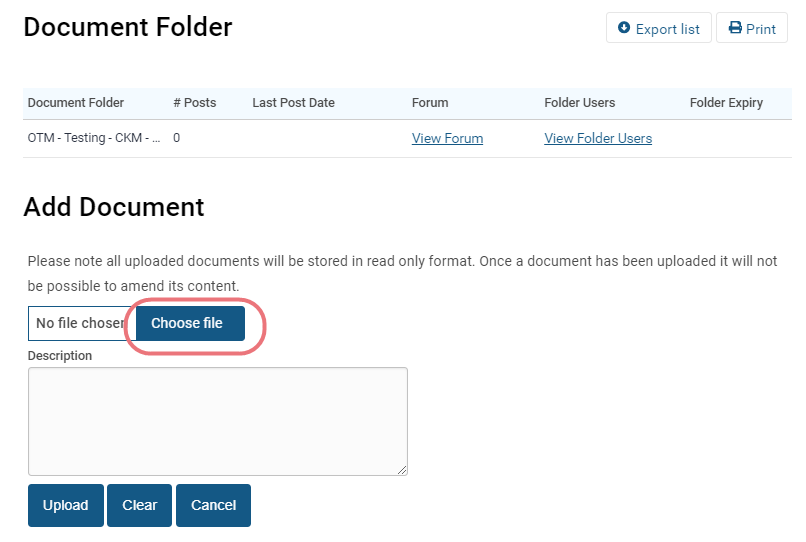 Document Folder
Export list
Print
Document Folder # Posts Last Post Date Forum Folder Users Folder Expiry
OTM - Testing - CKM - ... 0 View Forum View Folder Users
Add Document
Please note all uploaded documents will be stored in read only format. Once a document has been uploaded it will not
be possible to amend its content.
No file chosen Choose file
Description
Upload Clear Cancel